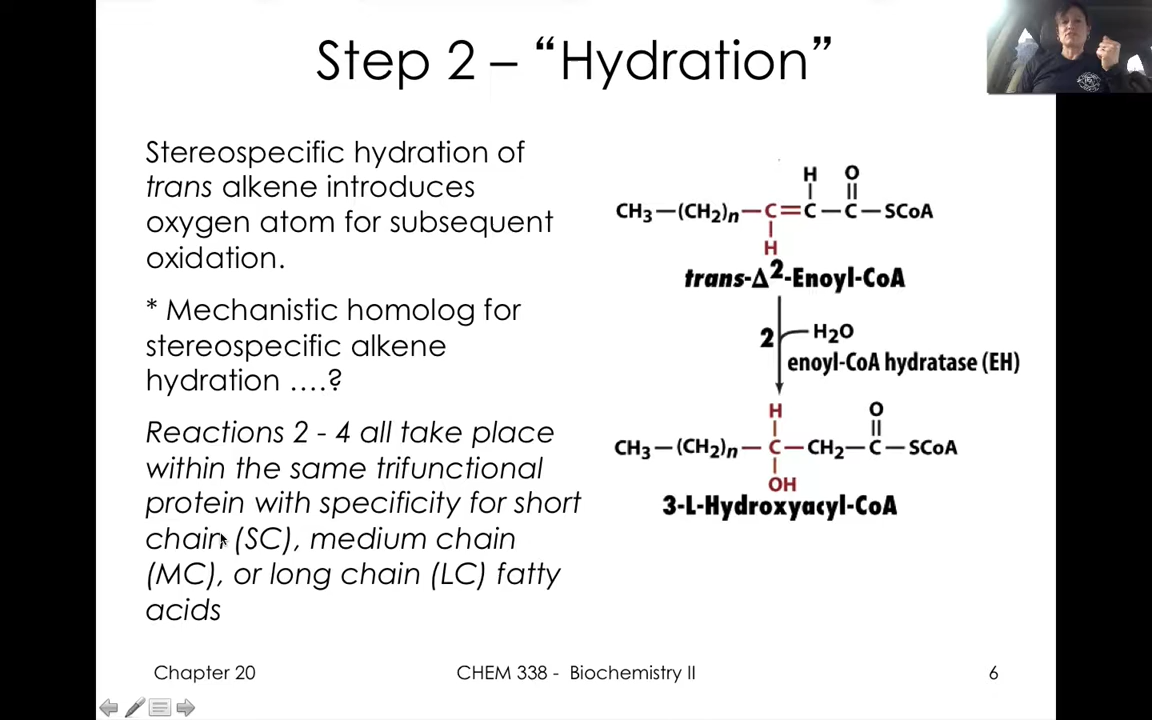 Step 2 – “Hydration”
Stereospecific hydration of
trans alkene introduces
oxygen atom for subsequent
oxidation.
* Mechanistic homolog for
stereospecific alkene
hydration ….?
Reactions 2 - 4 all take place
within the same trifunctional
protein with specificity for short
chain (SC), medium chain
(MC), or long chain (LC) fatty
acids
H O
CH3—(CH2)n—C=C—C—SCoA
H
trans-Δ2-Enoyl-CoA
2 H2O
enoyl-CoA hydratase (EH)
H O
CH3—(CH2)n—C—CH2—C—SCoA
OH
3-L-Hydroxyacyl-CoA
Chapter 20 CHEM 338 - Biochemistry II 6